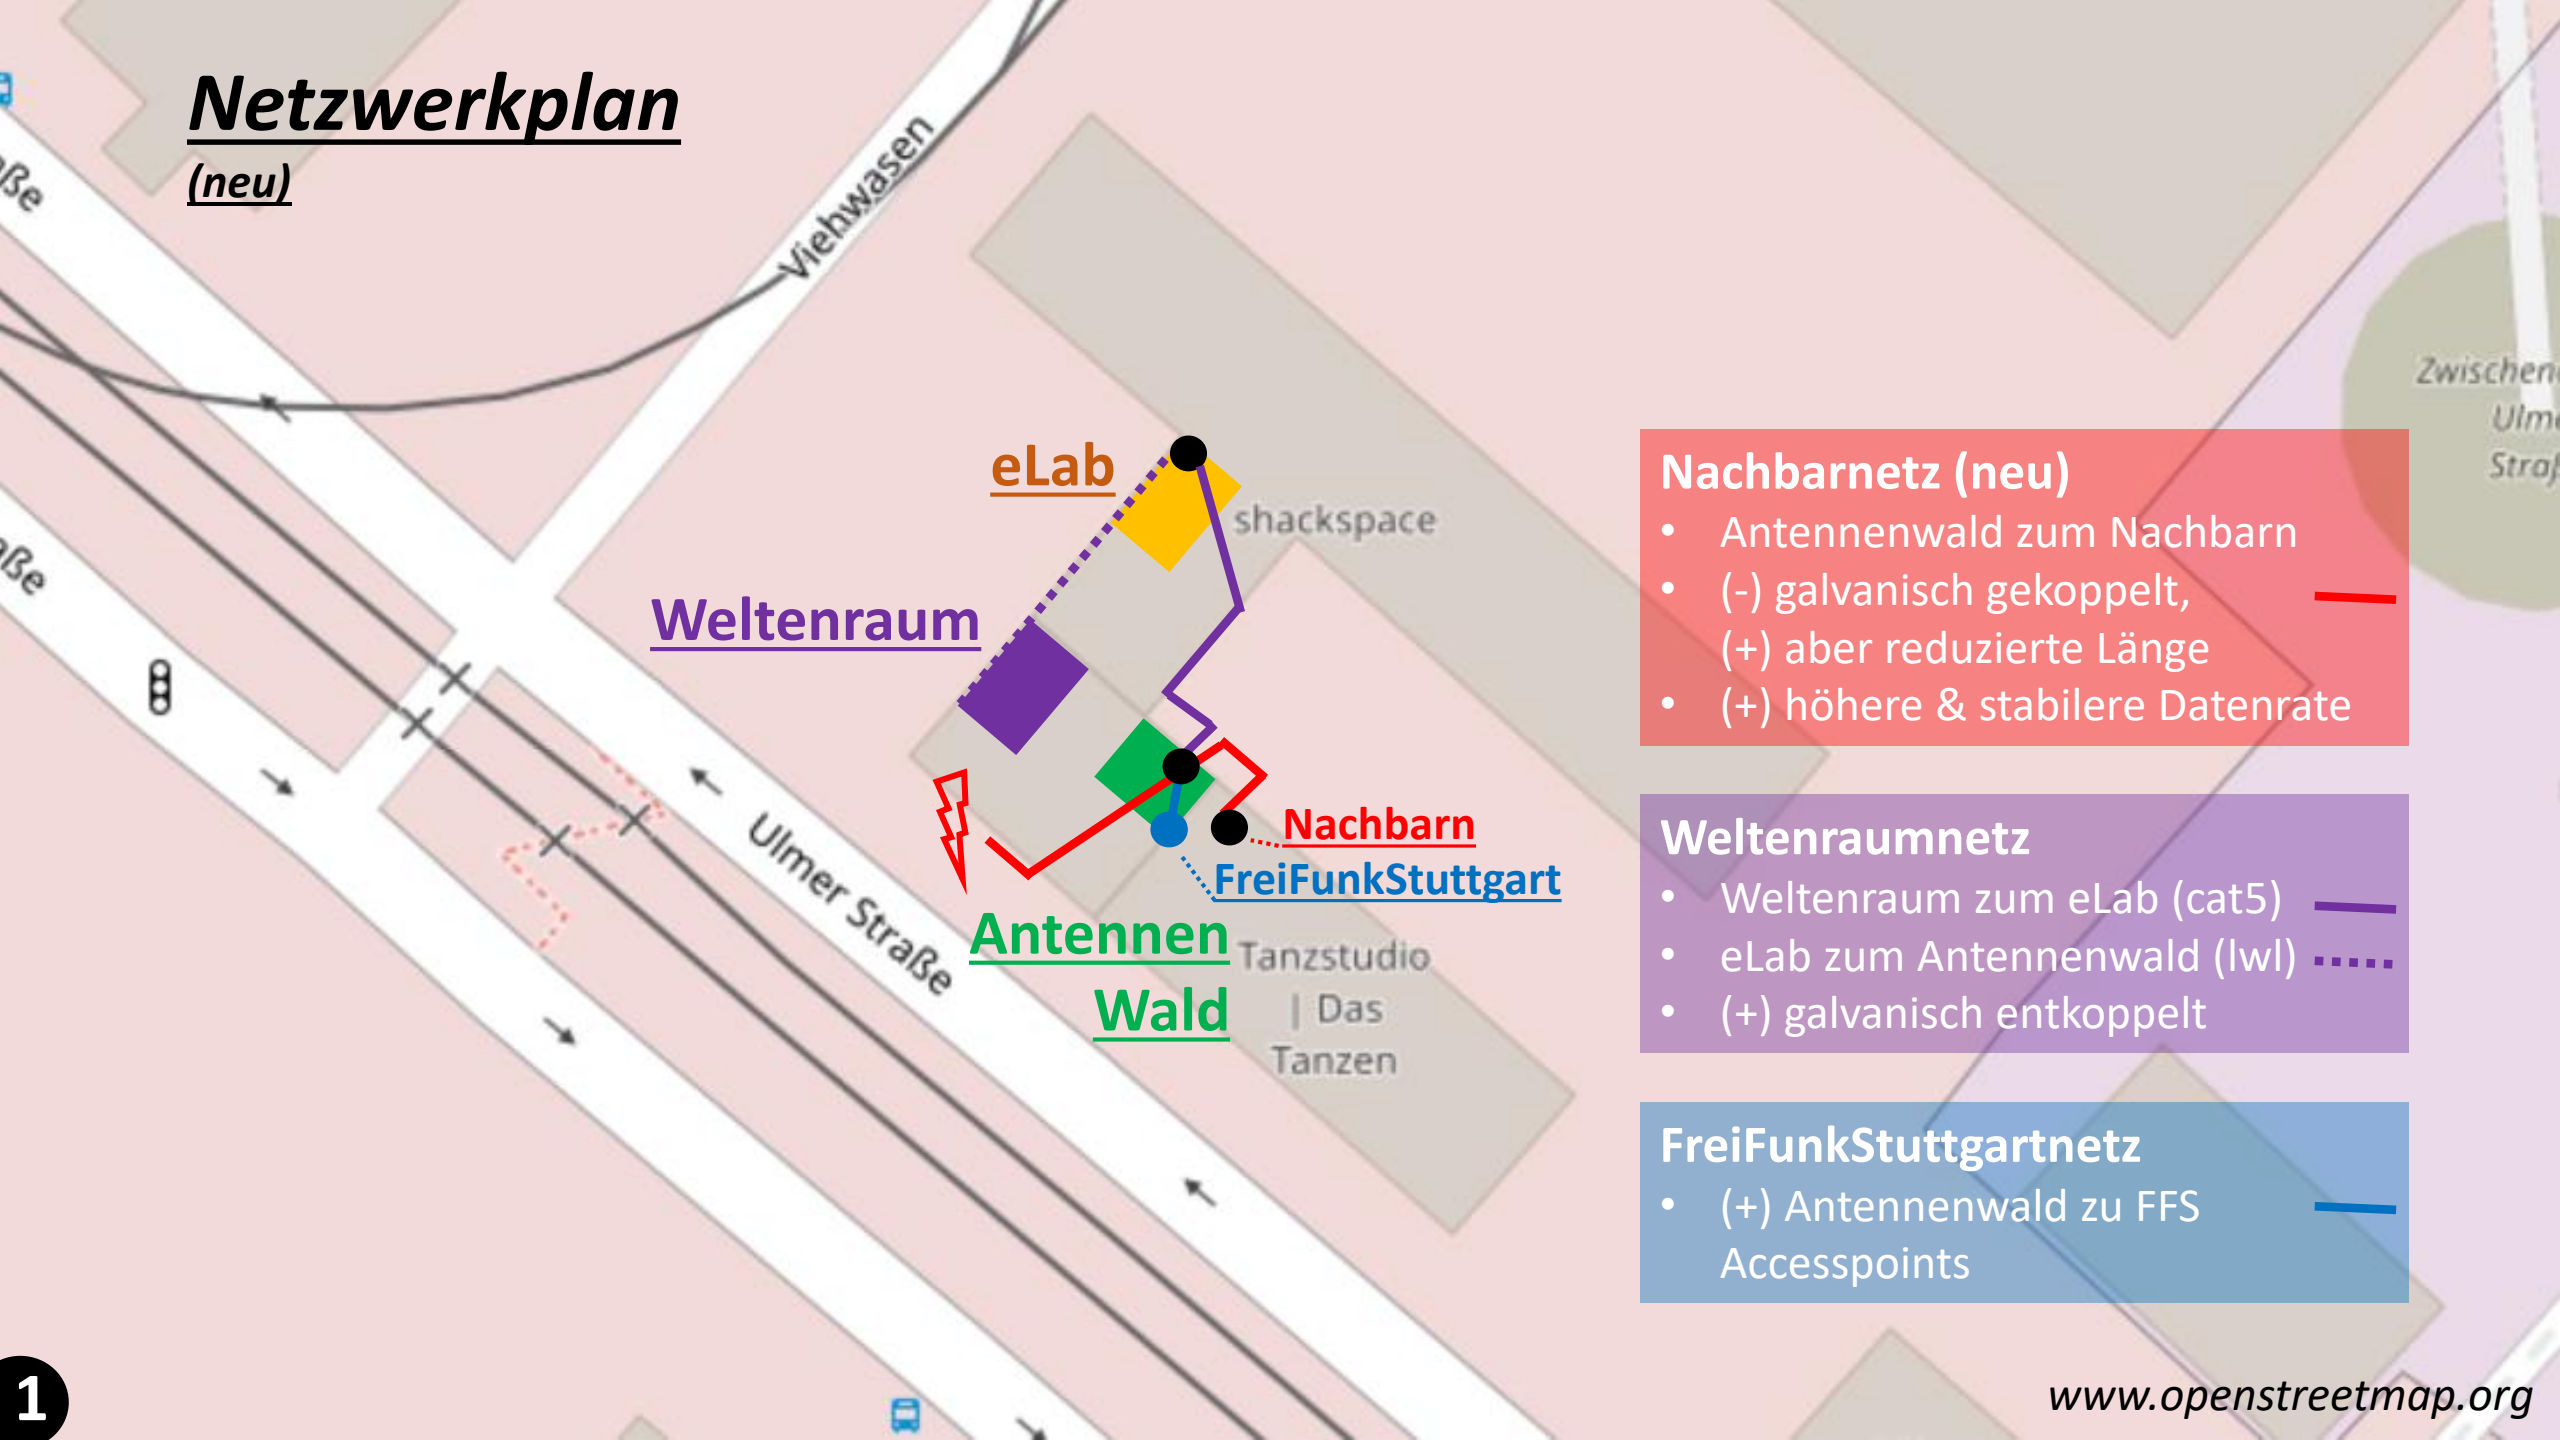 Netzwerkplan
(neu)
Viehwasen
eLab
shackspace
Weltenraum
Nachbarn
FreiFunkStuttgart
Antennen
Wald
Ulmer Straße
Tanzstudio
| Das
Tanzen
Nachbarnetz (neu)
• Antennenwald zum Nachbarn
• (-) galvanisch gekoppelt,
(+) aber reduzierte Länge
• (+) höhere & stabilere Datenrate
Weltenraumnetz
• Weltenraum zum eLab (cat5)
• eLab zum Antennenwald (lwl)
• (+) galvanisch entkoppelt
FreiFunkStuttgartnetz
• (+) Antennenwald zu FFS
Accesspoints
1
www.openstreetmap.org